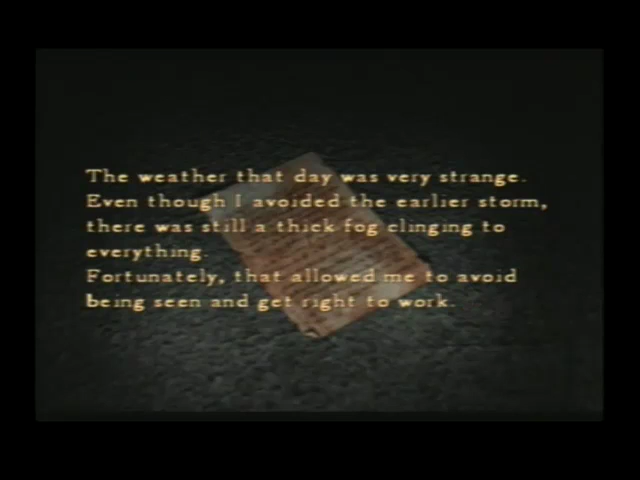 The weather that day was very strange.
Even though I avoided the earlier storm,
there was still a thick fog clinging to
everything.
Fortunately, that allowed me to avoid
being seen and get right to work.